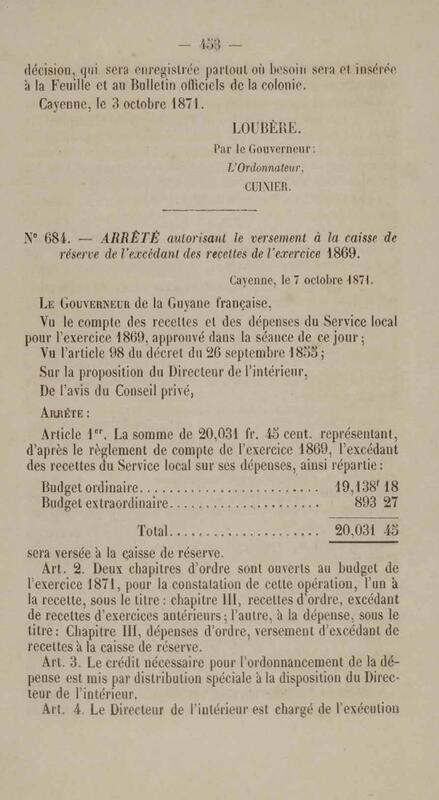 — 453 —
décision, qui sera enregistrée partout où besoin sera et insérée
à la Feuille et au Bulletin officiels de la colonie.
Cayenne, le 3 octobre 1871.
LOUBÈRE.
Par le Gouverneur:
L'Ordonnateur,
CUINIER.
N° 684. — ARRÊTÉ autorisant le versement à la caisse de
réserve de l'excédant des recettes de l'exercice 1869.
Cayenne, le 7 octobre 1871.
LE GOUVERNEUR de la Guyane française,
Vu le compte des recettes et des dépenses du Service local
pour l'exercice 1869, approuvé dans la séance de ce jour;
Vu l'article 98 du décret du 26 septembre 1855;
Sur la proposition du Directeur de l'intérieur,
De l'avis du Conseil privé,
ARRÊTE:
Article 1er. La somme de 20,031 fr. 45 cent. représentant,
d'après le règlement de compte de l'exercice 1869, l'excédant
des recettes du Service local sur ses dépenses, ainsi répartie:
Budget ordinaire.......................... 19,138f 18
Budget extraordinaire...................... 893 27
Total..................... 20,031 45
sera versée à la caisse de réserve.
Art. 2. Deux chapitres d'ordre sont ouverts au budget de
l'exercice 1871, pour la constatation de cette opération, l'un à
la recette, sous le titre: chapitre III, recettes d'ordre, excédant
de recettes d'exercices antérieurs; l'autre, à la dépense, sous le
titre: Chapitre III, dépenses d'ordre, versement d'excédant de
recettes à la caisse de réserve.
Art. 3. Le crédit nécessaire pour l'ordonnancement de la dé-
pense est mis par distribution spéciale à la disposition du Direc-
teur de l'intérieur.
Art. 4. Le Directeur de l'intérieur est chargé de l'exécution